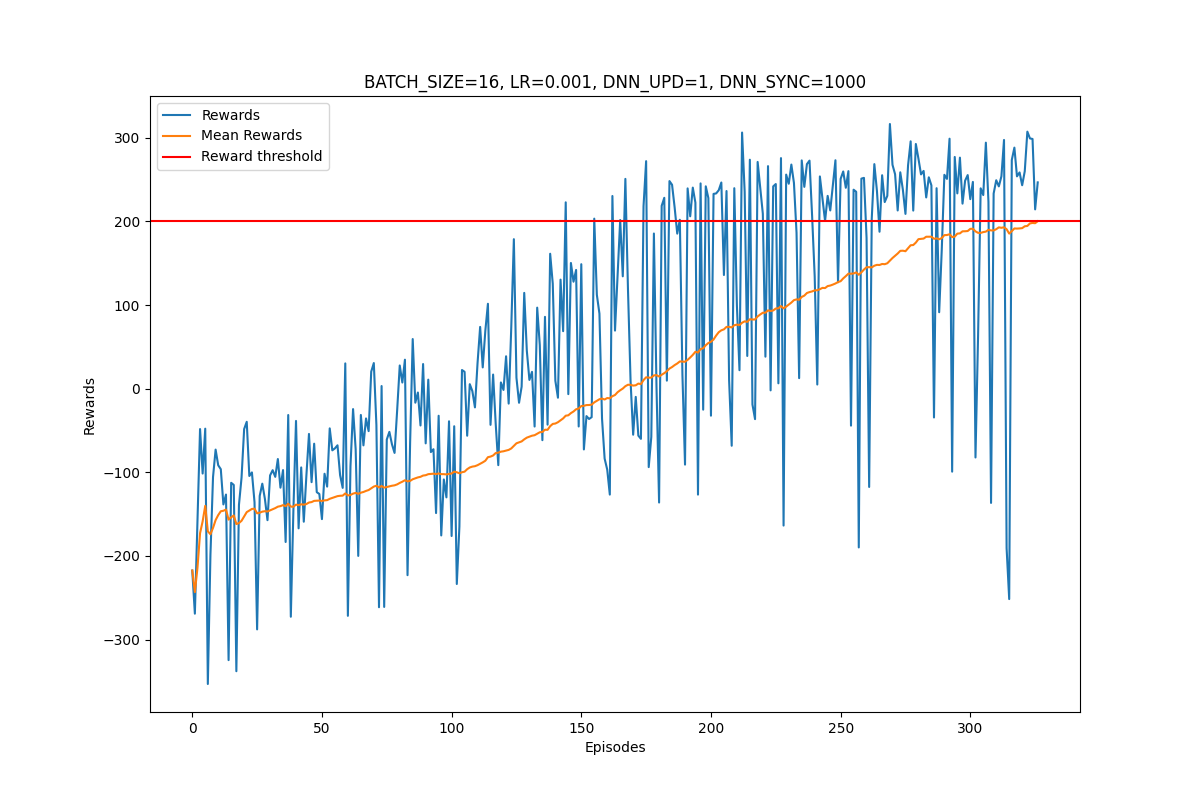 BATCH_SIZE=16, LR=0.001, DNN_UPD=1, DNN_SYNC=1000
Rewards
Mean Rewards
Reward threshold
300
200
100
0
−100
−200
−300
Rewards
0 50 100 150 200 250 300
Episodes